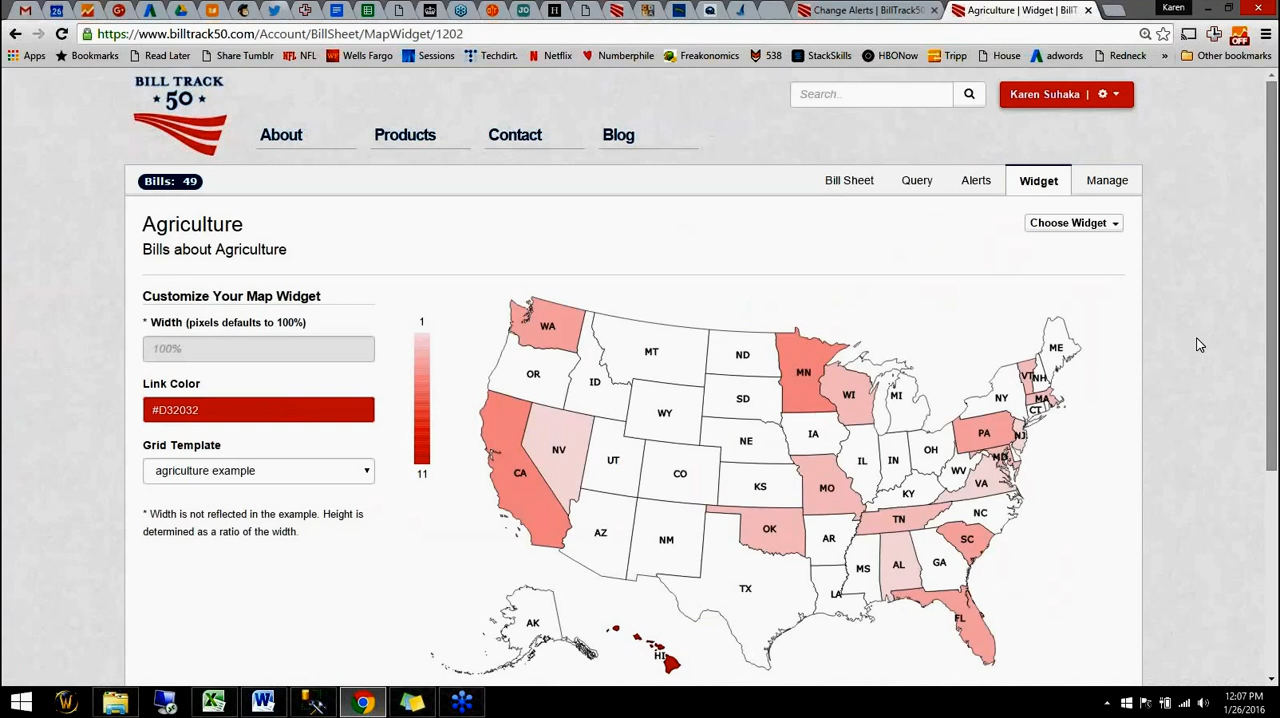 Change Alerts | BillTrack50
Agriculture | Widget | BillT
Karen
https://www.billtrack50.com/Account/BillSheet/MapWidget/1202
Apps
Bookmarks
Read Later
Share Tumblr
NFL
Wells Fargo
Sessions
Techdirt.
Netflix
Numberphile
Freakonomics
538
StackSkills
HBONow
Tripp
House
adwords
Redneck
»
Other bookmarks
BILL TRACK
50
Search..
Karen Suhaka |
About
Products
Contact
Blog
Bills: 49
Bill Sheet
Query
Alerts
Widget
Manage
Agriculture
Choose Widget
Bills about Agriculture
Customize Your Map Widget
* Width (pixels defaults to 100%)
100%
Link Color
#D32032
Grid Template
agriculture example
* Width is not reflected in the example. Height is
determined as a ratio of the width.
1
11
WA
OR
ID
MT
WY
ND
SD
NE
KS
MN
WI
MI
IA
IL
IN
OH
NY
VT
NH
ME
MA
CT
PA
NJ
MD
WV
VA
KY
NC
SC
TN
MO
AR
OK
TX
LA
MS
AL
GA
FL
CA
NV
UT
CO
AZ
NM
AK
HI
OFF
26
JO
H
12:07 PM
1/26/2016